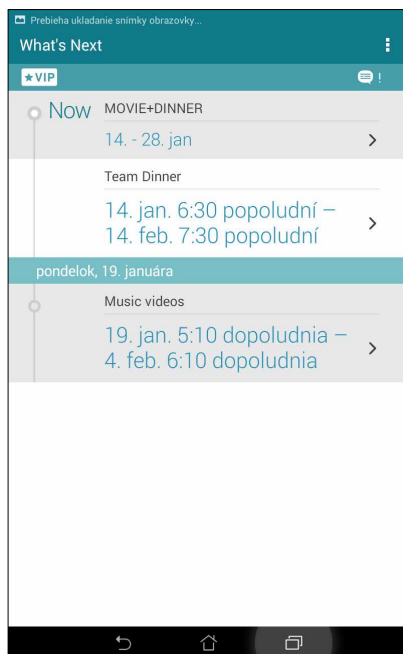 Prebieha ukladanie snímky obrazovky...
What's Next
★VIP !
Now MOVIE+DINNER
14. - 28. jan
Team Dinner
14. jan. 6:30 popoludní –
14. feb. 7:30 popoludní
pondelok, 19. januára
Music videos
19. jan. 5:10 dopoludnia –
4. feb. 6:10 dopoludnia